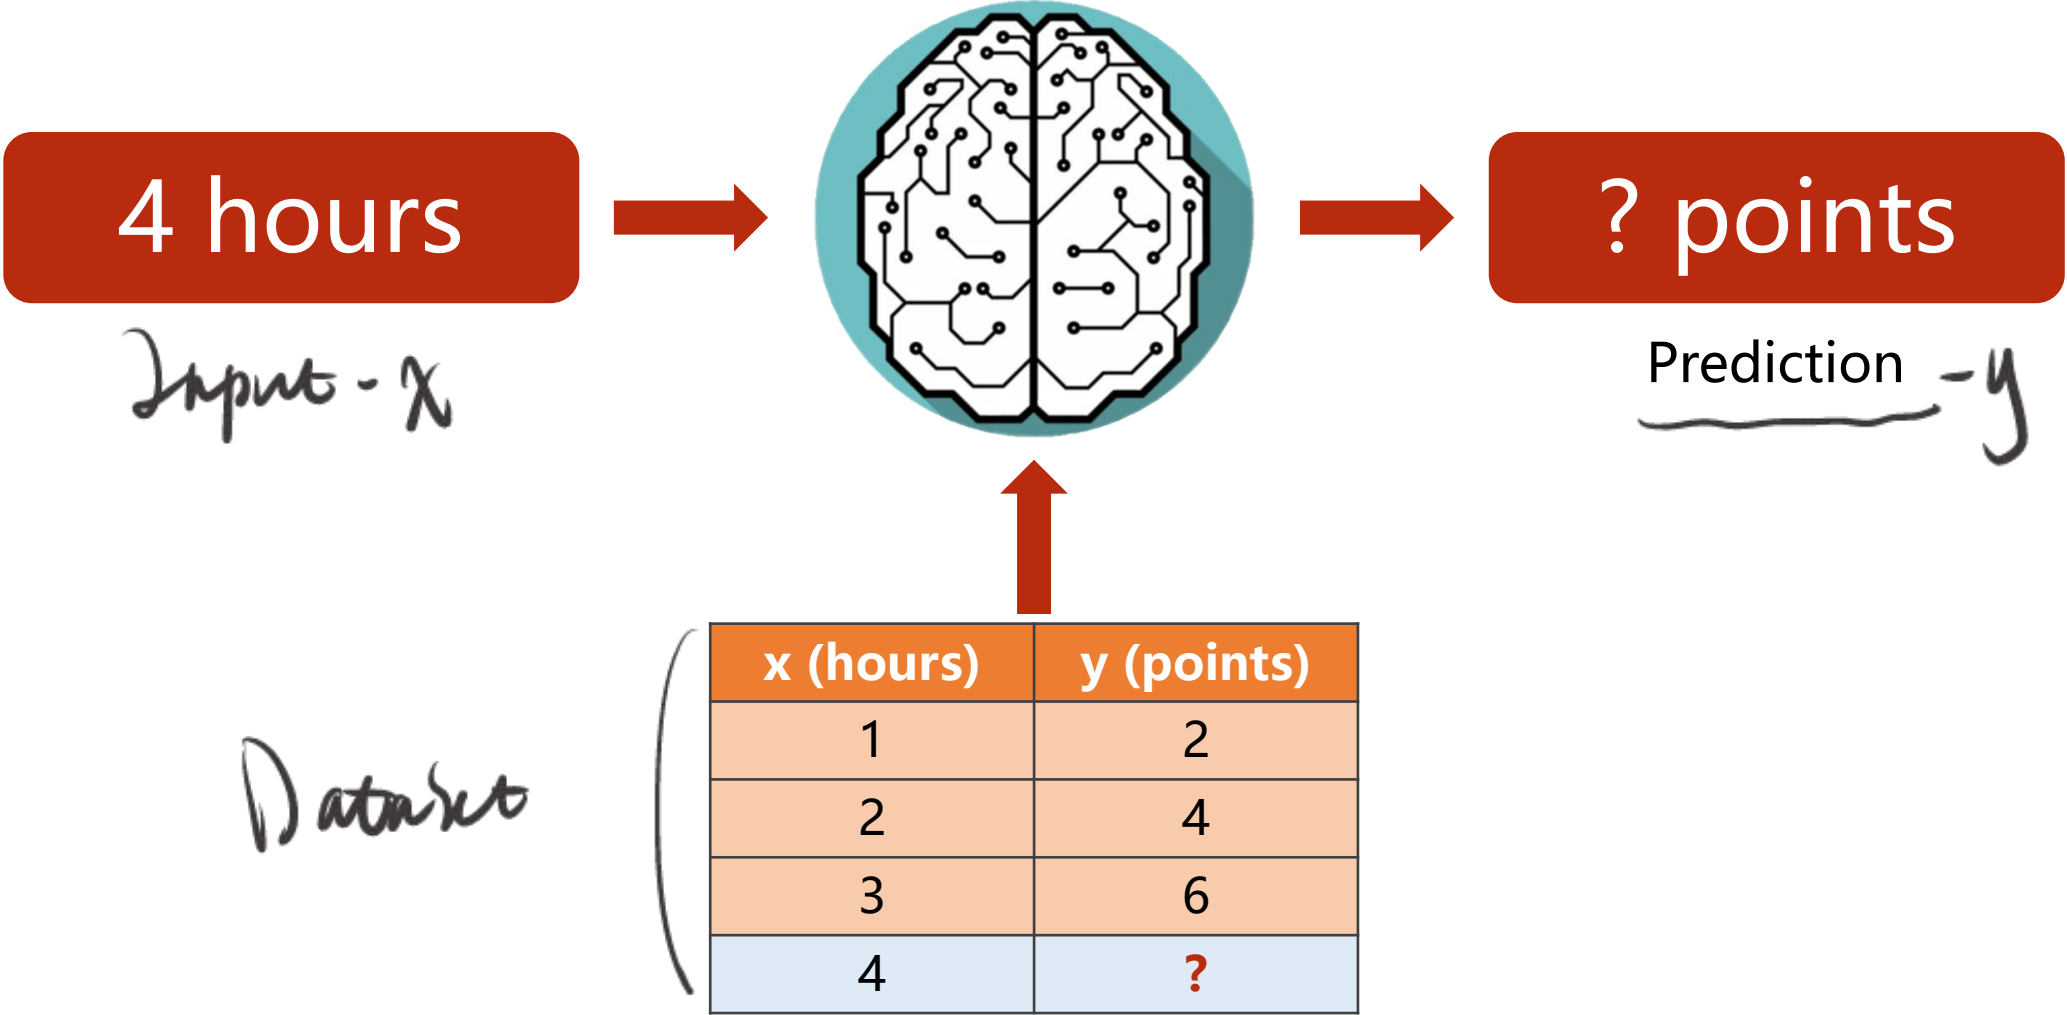 4 hours
? points
Input - x
Prediction - y
Dataset
x (hours) y (points)
1 2
2 4
3 6
4 ?